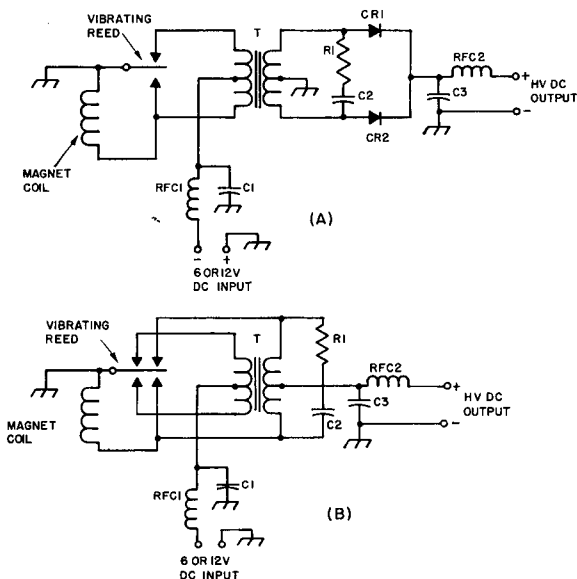 VIBRATING
REED
T
CR1
R1
C2
RFC2
+
HV DC
OUTPUT
C3
-
CR2
MAGNET
COIL
RFC1
C1
(A)
- +
6 OR 12V
DC INPUT
VIBRATING
REED
T
R1
RFC2
+
HV DC
OUTPUT
C3
-
MAGNET
COIL
C2
C1
RFC1
(B)
6 OR 12V
DC INPUT